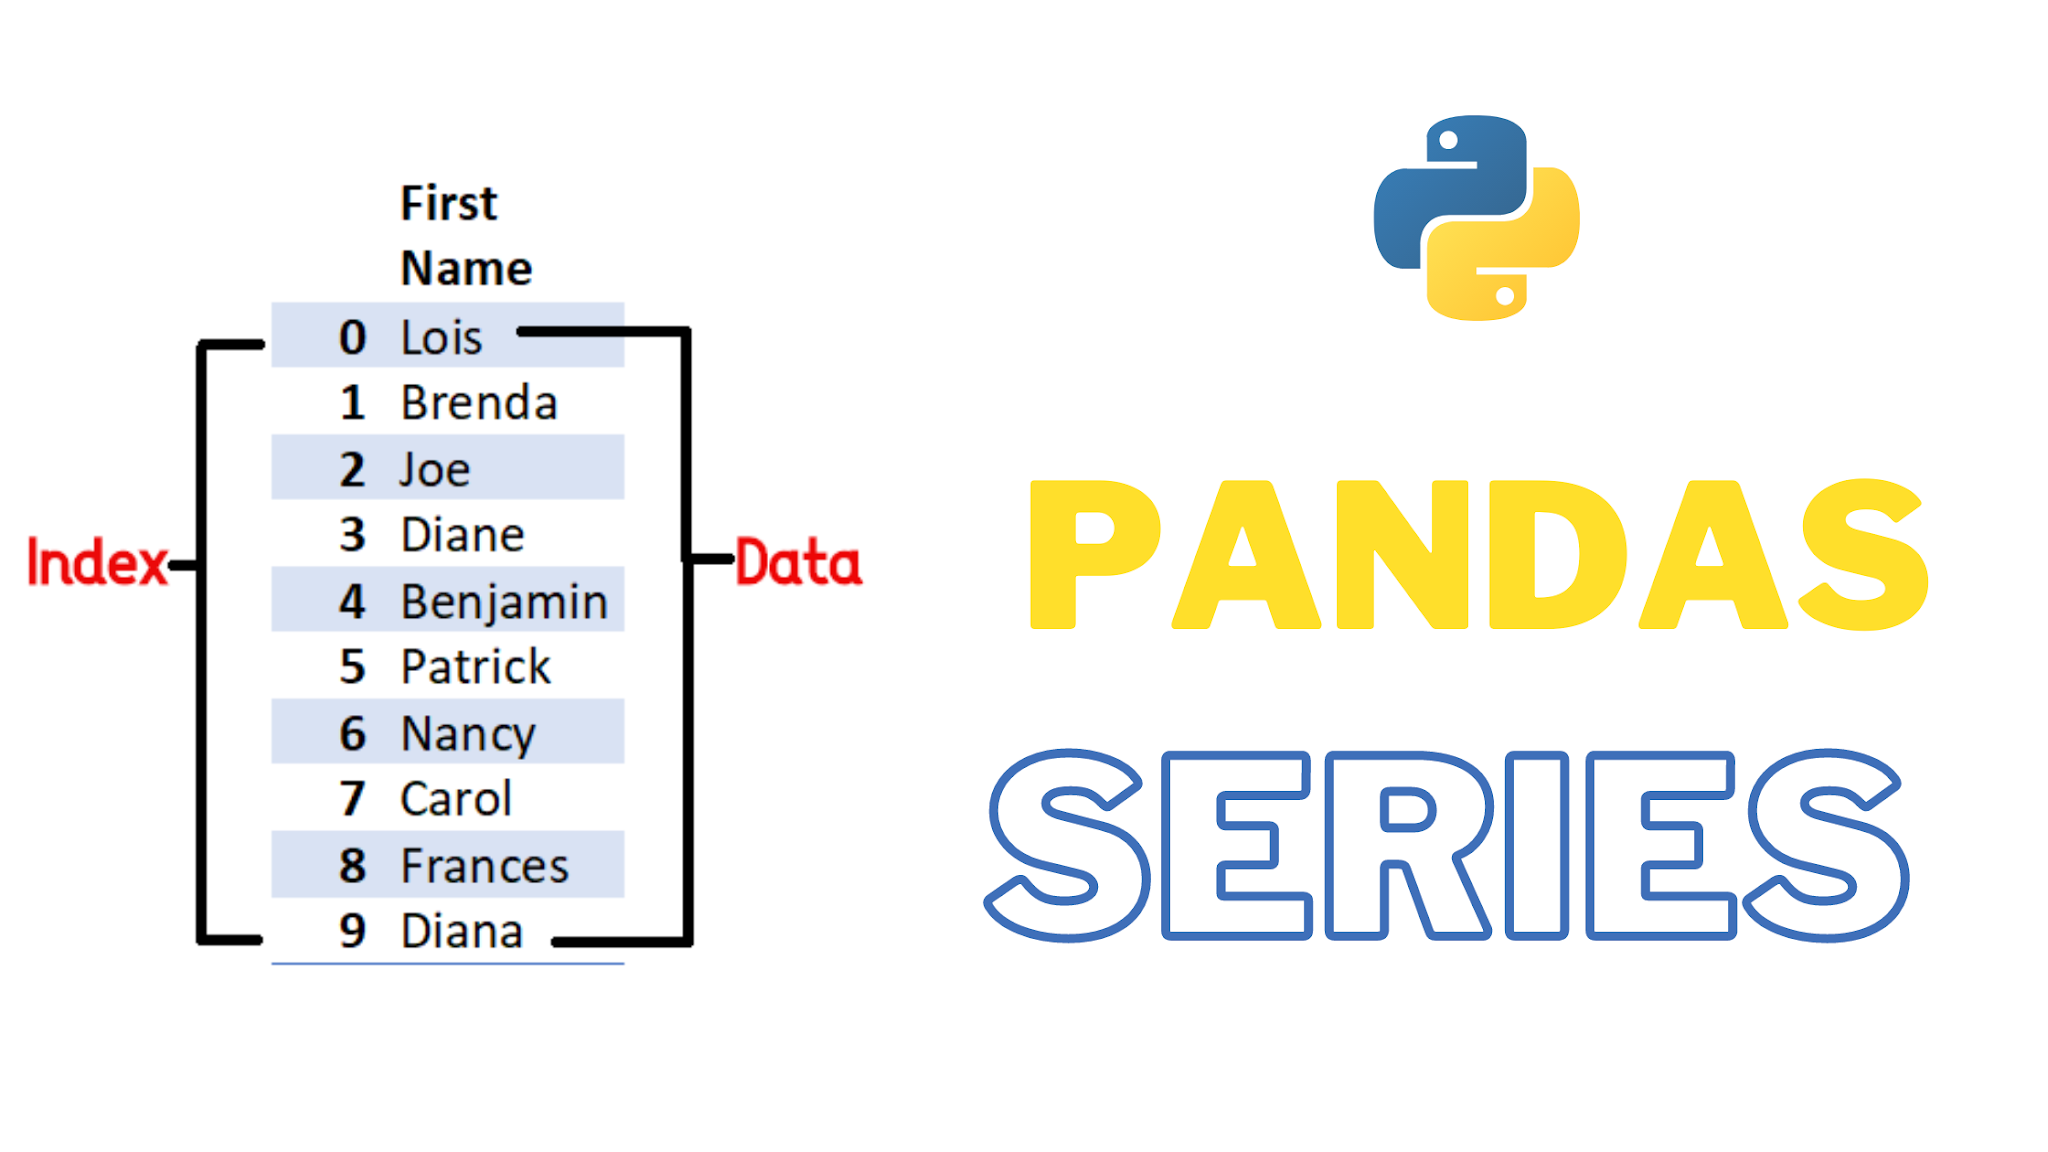 First
Name
0 Lois
1 Brenda
2 Joe
3 Diane
4 Benjamin
5 Patrick
6 Nancy
7 Carol
8 Frances
9 Diana
Index
Data
PANDAS
SERIES